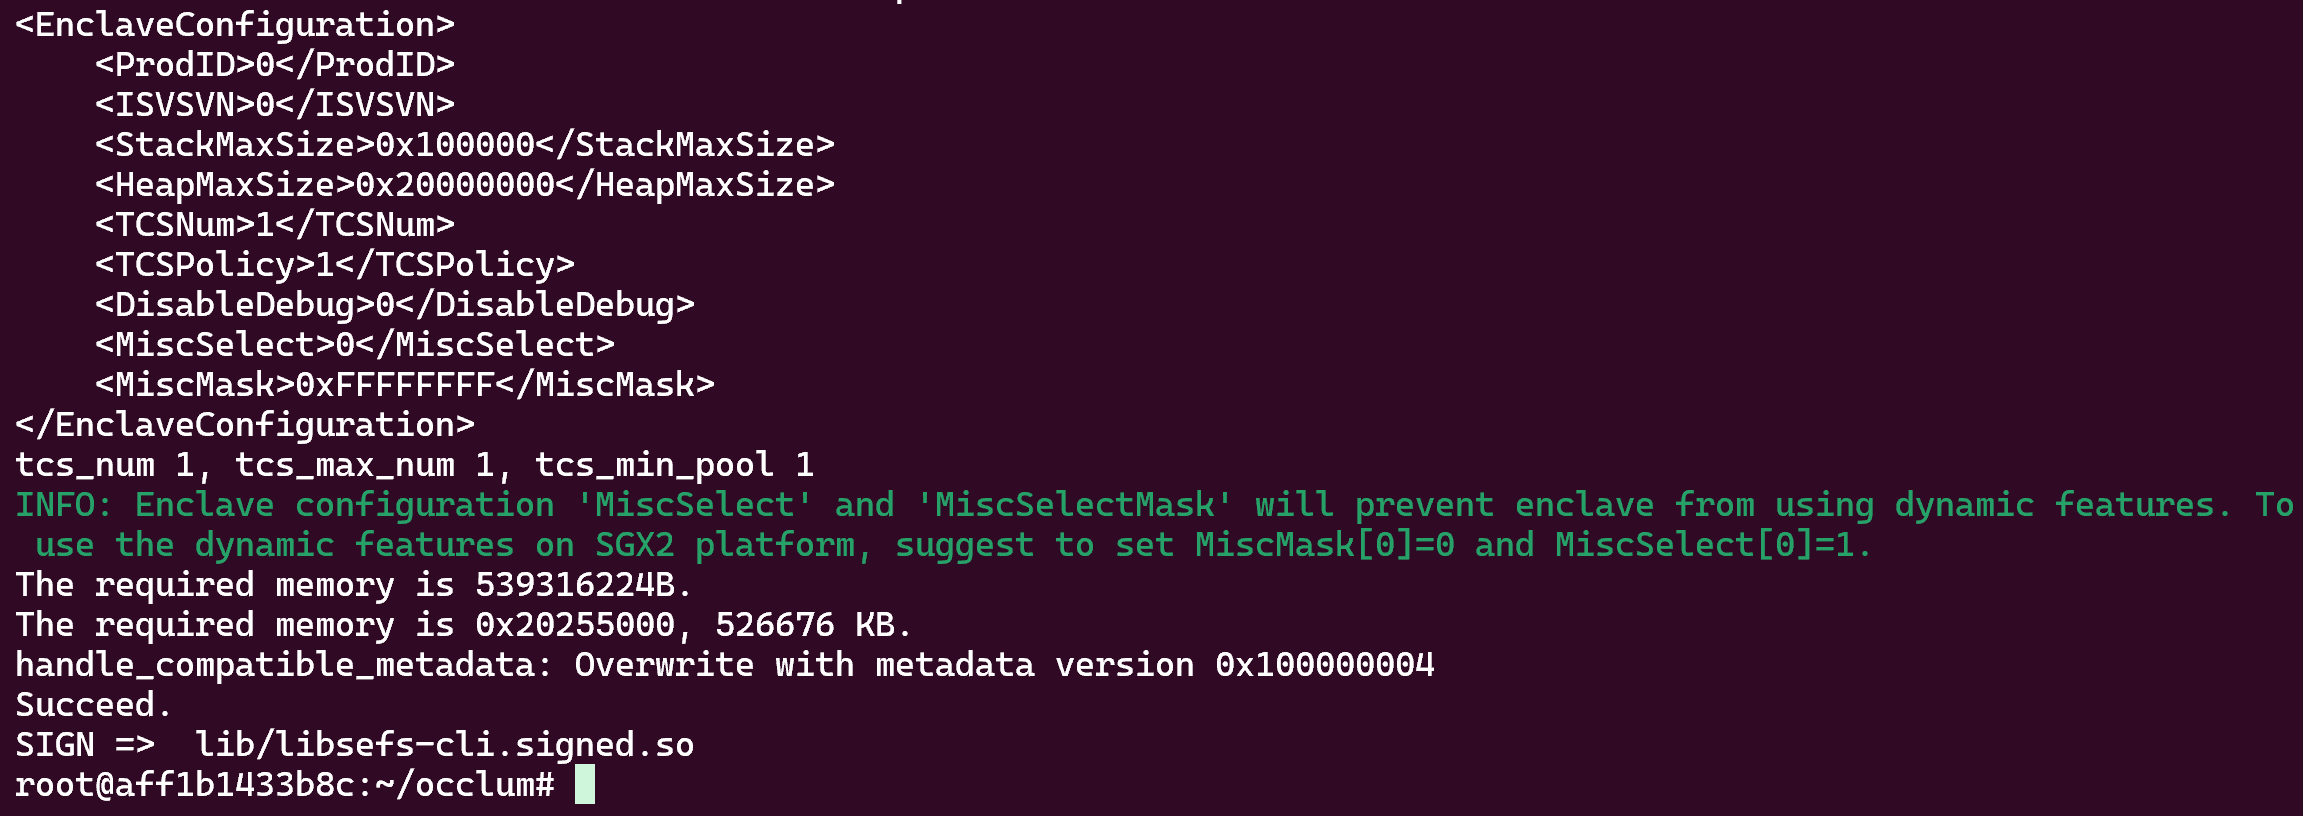 <EnclaveConfiguration>
    <ProdID>0</ProdID>
    <ISVSVN>0</ISVSVN>
    <StackMaxSize>0x100000</StackMaxSize>
    <HeapMaxSize>0x20000000</HeapMaxSize>
    <TCSNum>1</TCSNum>
    <TCSPolicy>1</TCSPolicy>
    <DisableDebug>0</DisableDebug>
    <MiscSelect>0</MiscSelect>
    <MiscMask>0xFFFFFFFF</MiscMask>
</EnclaveConfiguration>
tcs_num 1, tcs_max_num 1, tcs_min_pool 1
INFO: Enclave configuration 'MiscSelect' and 'MiscSelectMask' will prevent enclave from using dynamic features. To
 use the dynamic features on SGX2 platform, suggest to set MiscMask[0]=0 and MiscSelect[0]=1.
The required memory is 539316224B.
The required memory is 0x20255000, 526676 KB.
handle_compatible_metadata: Overwrite with metadata version 0x100000004
Succeed.
SIGN =>  lib/libsefs-cli.signed.so
root@aff1b1433b8c:~/occlum#